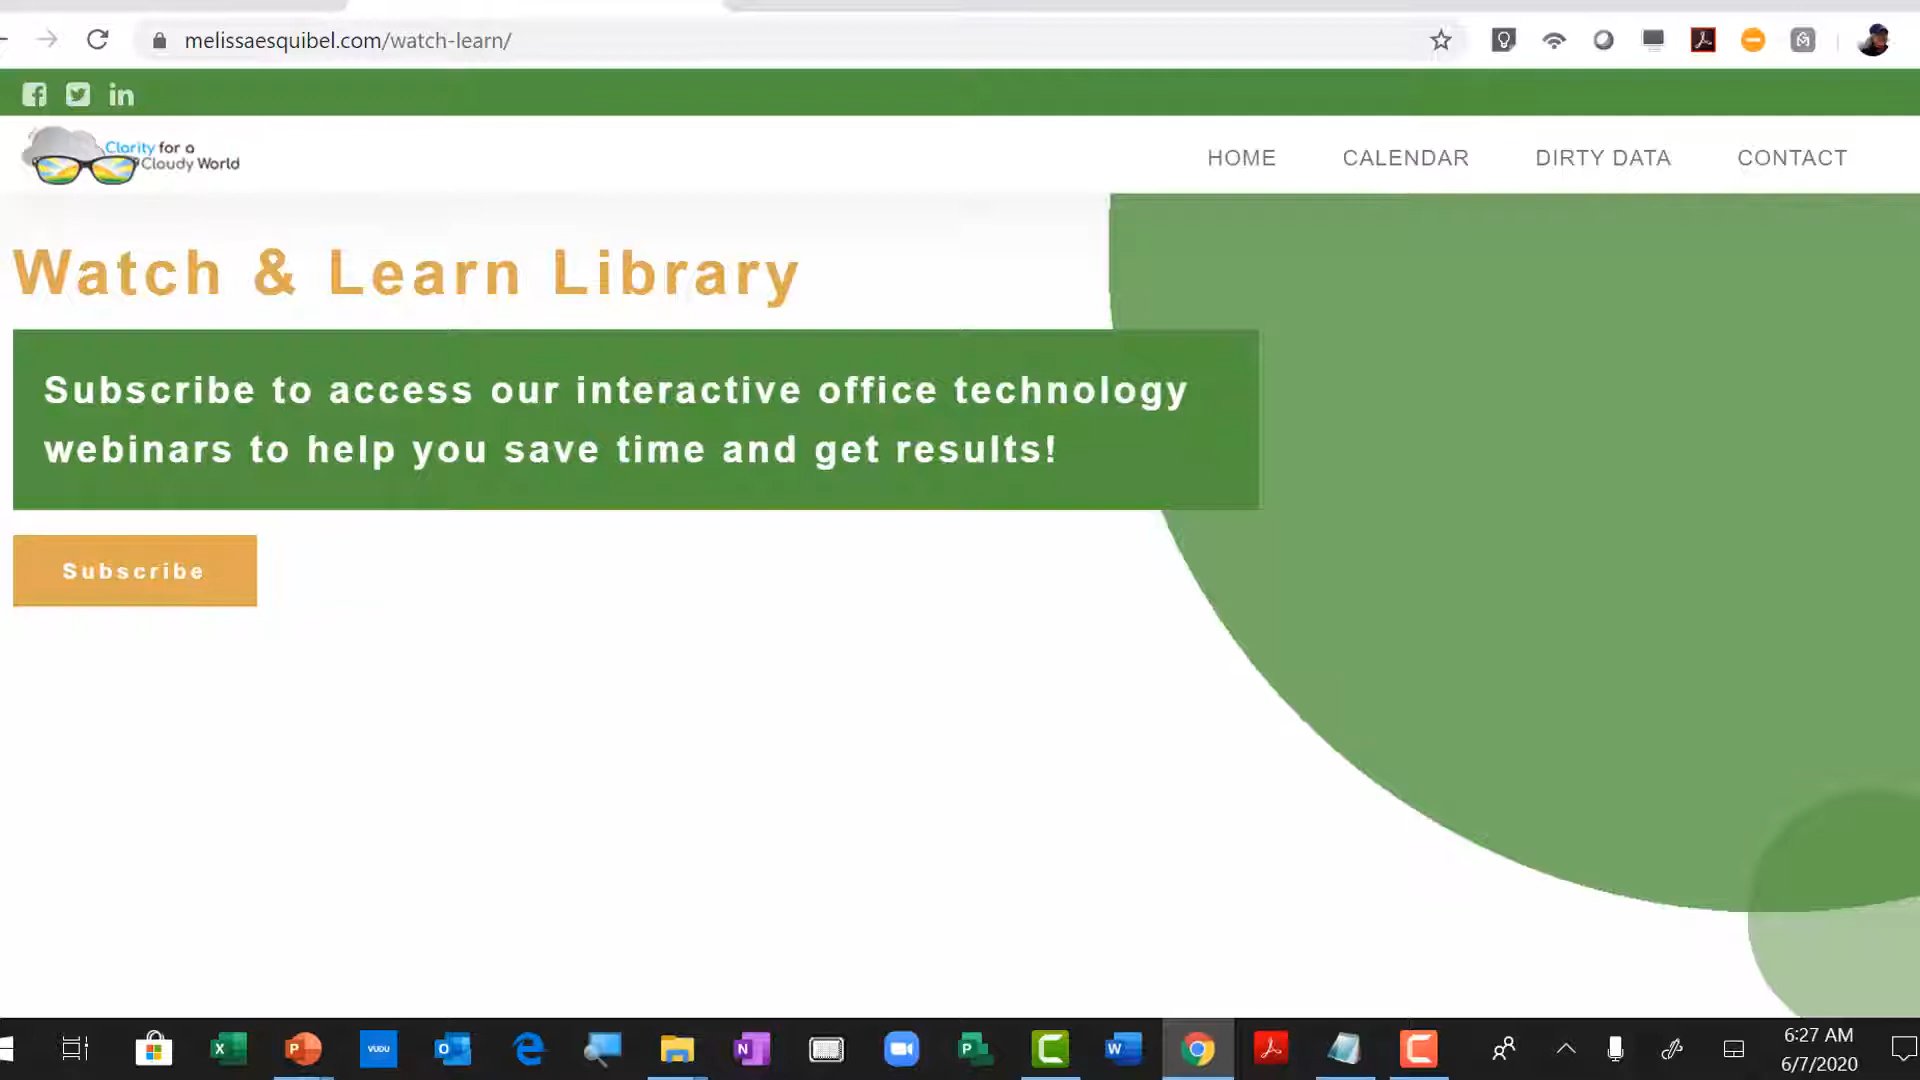 melissaesquibel.com/watch-learn/
Clarity for a
Cloudy World
HOME CALENDAR DIRTY DATA CONTACT
Watch & Learn Library
Subscribe to access our interactive office technology
webinars to help you save time and get results!
Subscribe
VUDU
6:27 AM
6/7/2020